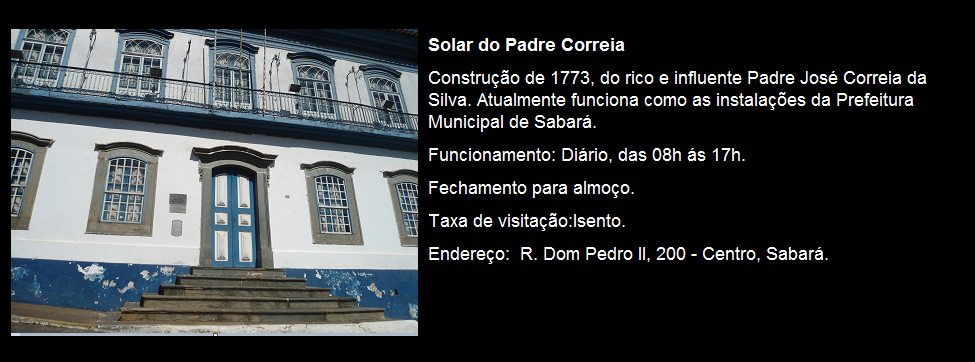 Solar do Padre Correia
Construção de 1773, do rico e influente Padre José Correia da
Silva. Atualmente funciona como as instalações da Prefeitura
Municipal de Sabará.
Funcionamento: Diário, das 08h ás 17h.
Fechamento para almoço.
Taxa de visitação:Isento.
Endereço:  R. Dom Pedro II, 200 - Centro, Sabará.